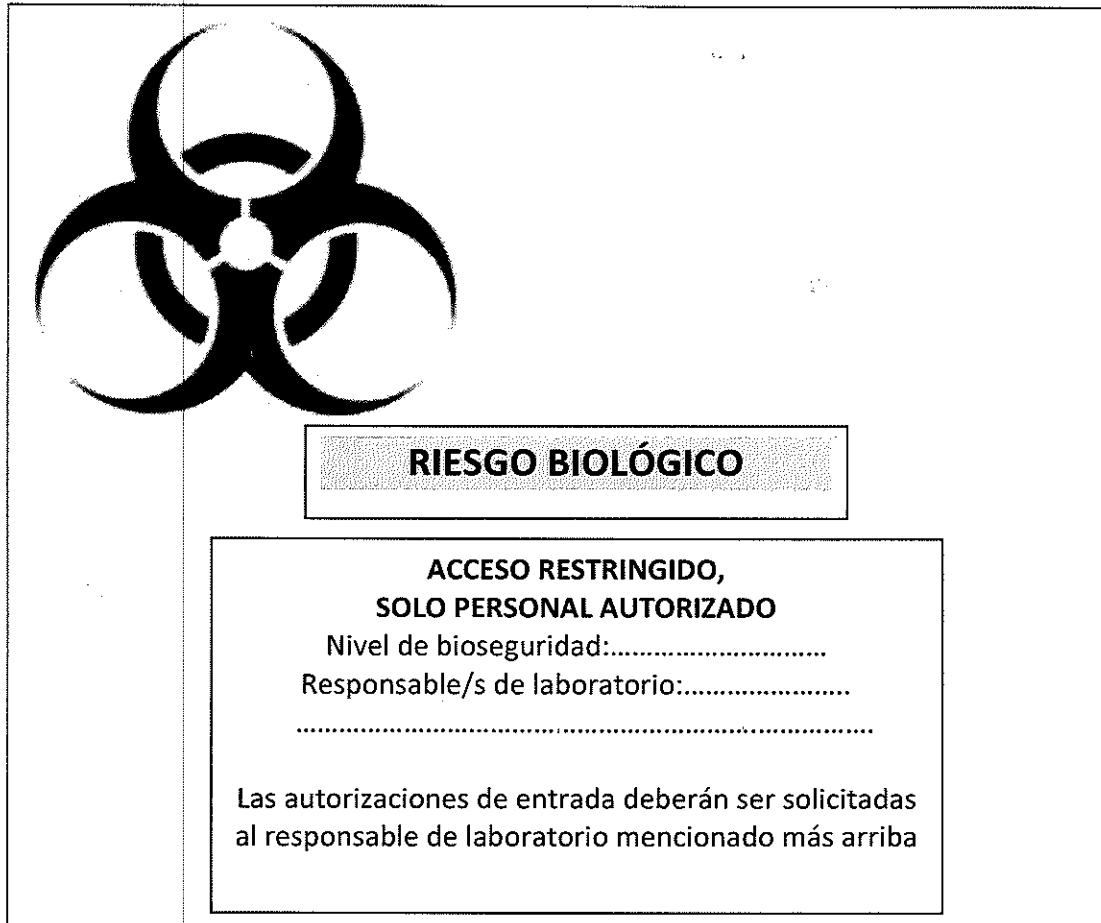 RIESGO BIOLÓGICO
ACCESO RESTRINGIDO,
SOLO PERSONAL AUTORIZADO
Nivel de bioseguridad:...............................
Responsable/s de laboratorio:........................
...................................................................................
Las autorizaciones de entrada deberán ser solicitadas
al responsable de laboratorio mencionado más arriba